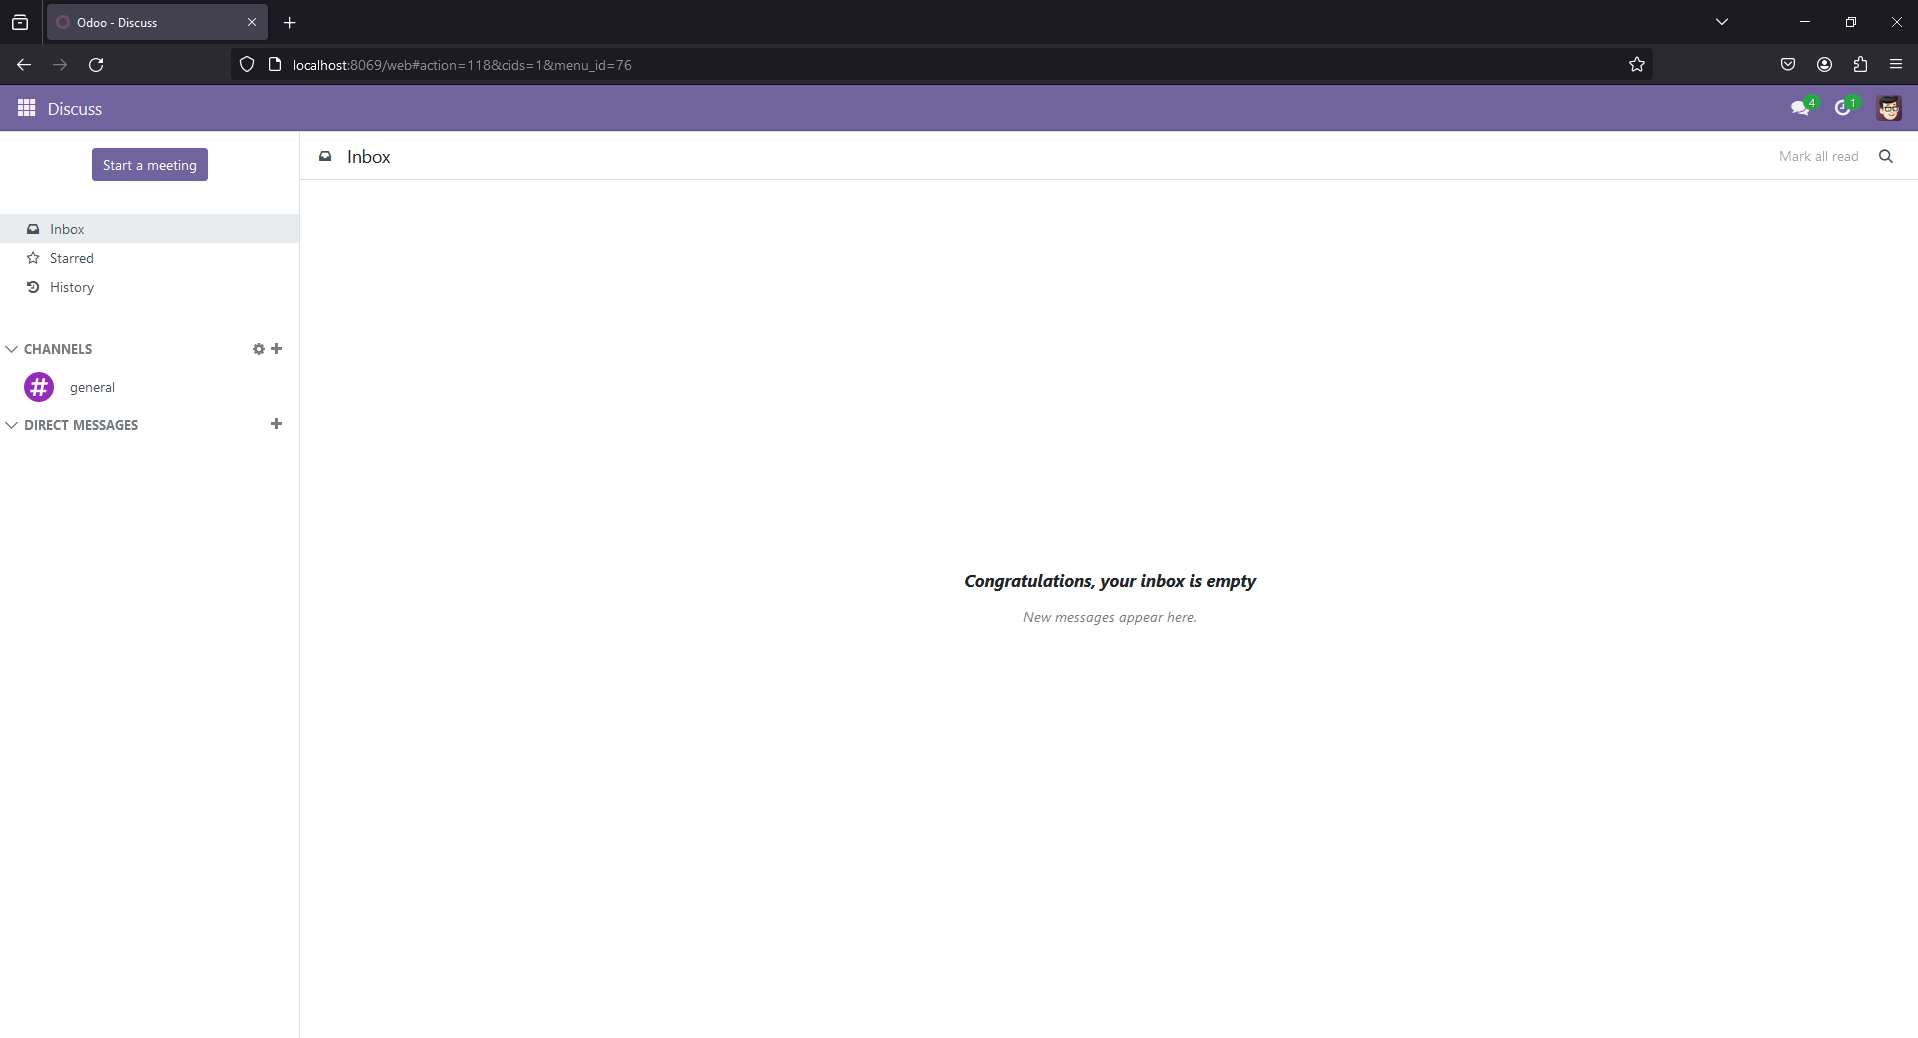 Odoo - Discuss
localhost:8069/web#action=118&cids=1&menu_id=76
Discuss
4
1
Start a meeting
Inbox
Mark all read
Inbox
Starred
History
CHANNELS
general
DIRECT MESSAGES
Congratulations, your inbox is empty
New messages appear here.